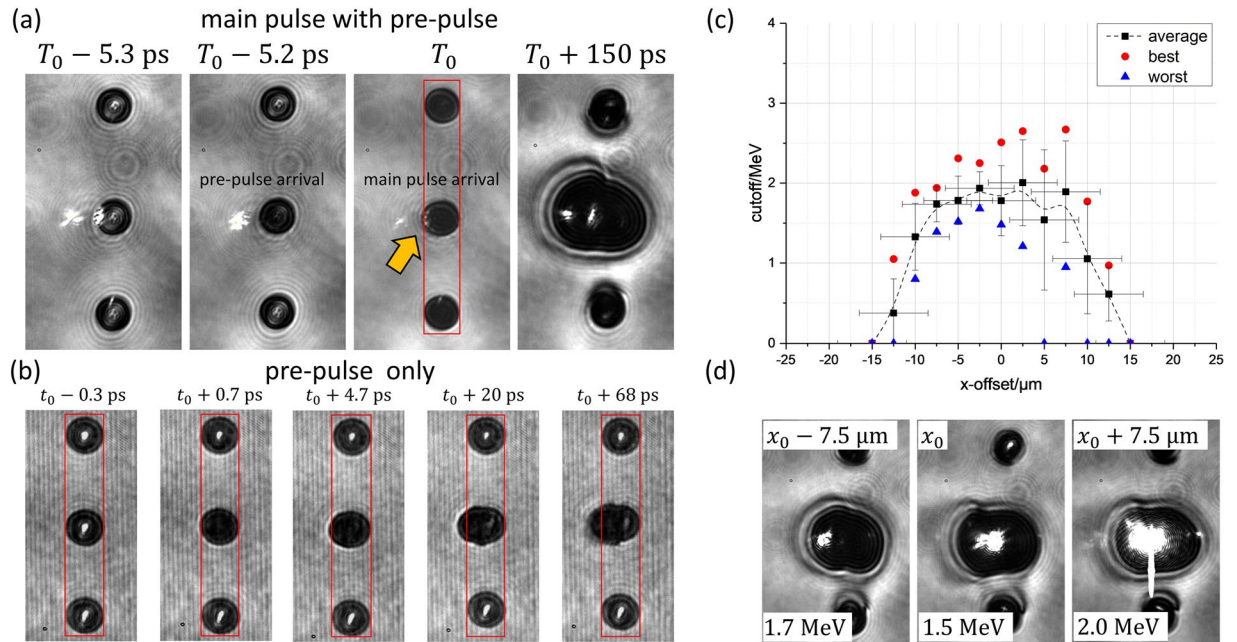 (a) main pulse with pre-pulse
T₀ − 5.3 ps
T₀ − 5.2 ps
T₀
T₀ + 150 ps
pre-pulse arrival
main pulse arrival
(b) pre-pulse only
t₀ − 0.3 ps
t₀ + 0.7 ps
t₀ + 4.7 ps
t₀ + 20 ps
t₀ + 68 ps
(c)
average
best
worst
4
3
2
1
0
cutoff/MeV
-25 -20 -15 -10 -5 0 5 10 15 20 25
x-offset/µm
(d)
x₀ − 7.5 µm
x₀
x₀ + 7.5 µm
1.7 MeV
1.5 MeV
2.0 MeV